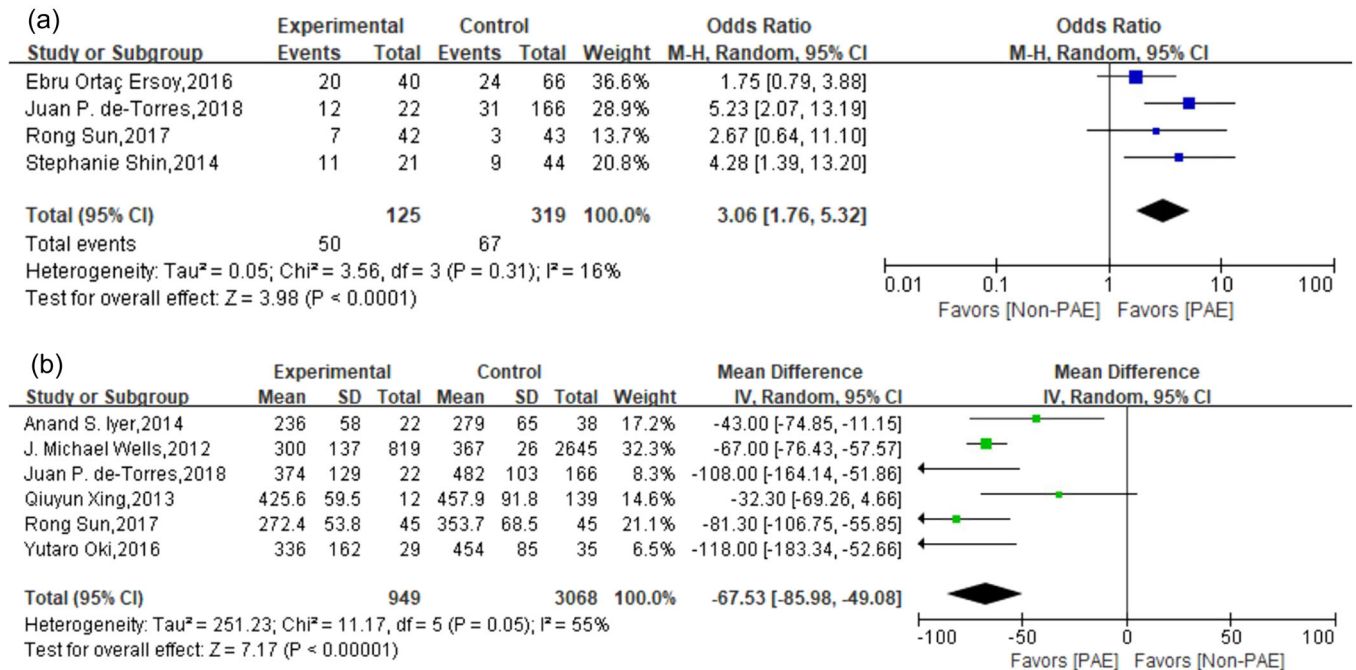 (a)
Experimental Control Odds Ratio Odds Ratio
Study or Subgroup Events Total Events Total Weight M-H, Random, 95% CI M-H, Random, 95% CI
Ebru Ortaç Ersoy,2016 20 40 24 66 36.6% 1.75 [0.79, 3.88]
Juan P. de-Torres,2018 12 22 31 166 28.9% 5.23 [2.07, 13.19]
Rong Sun,2017 7 42 3 43 13.7% 2.67 [0.64, 11.10]
Stephanie Shin,2014 11 21 9 44 20.8% 4.28 [1.39, 13.20]
Total (95% CI) 125 319 100.0% 3.06 [1.76, 5.32]
Total events 50 67
Heterogeneity: Tau² = 0.05; Chi² = 3.56, df = 3 (P = 0.31); I² = 16%
Test for overall effect: Z = 3.98 (P < 0.0001)
0.01 0.1 1 10 100
Favors [Non-PAE] Favors [PAE]
(b)
Experimental Control Mean Difference Mean Difference
Study or Subgroup Mean SD Total Mean SD Total Weight IV, Random, 95% CI IV, Random, 95% CI
Anand S. Iyer,2014 236 58 22 279 65 38 17.2% -43.00 [-74.85, -11.15]
J. Michael Wells,2012 300 137 819 367 26 2645 32.3% -67.00 [-76.43, -57.57]
Juan P. de-Torres,2018 374 129 22 482 103 166 8.3% -108.00 [-164.14, -51.86]
Qiuyun Xing,2013 425.6 59.5 12 457.9 91.8 139 14.6% -32.30 [-69.26, 4.66]
Rong Sun,2017 272.4 53.8 45 353.7 68.5 45 21.1% -81.30 [-106.75, -55.85]
Yutaro Oki,2016 336 162 29 454 85 35 6.5% -118.00 [-183.34, -52.66]
Total (95% CI) 949 3068 100.0% -67.53 [-85.98, -49.08]
Heterogeneity: Tau² = 251.23; Chi² = 11.17, df = 5 (P = 0.05); I² = 55%
Test for overall effect: Z = 7.17 (P < 0.00001)
-100 -50 0 50 100
Favors [PAE] Favors [Non-PAE]